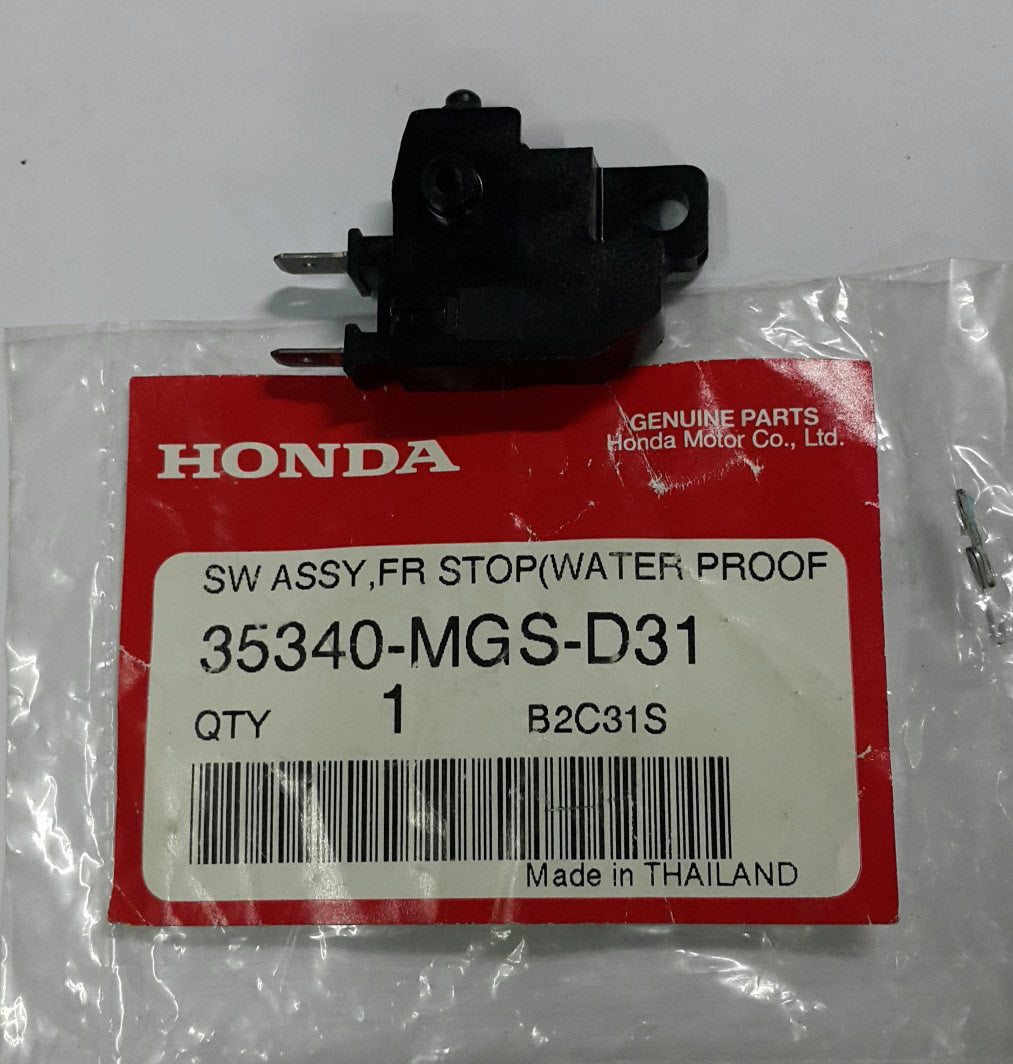 HONDA
GENUINE PARTS
Honda Motor Co., Ltd.
SW ASSY,FR STOP(WATER PROOF
35340-MGS-D31
QTY 1 B2C31S
Made in THAILAND